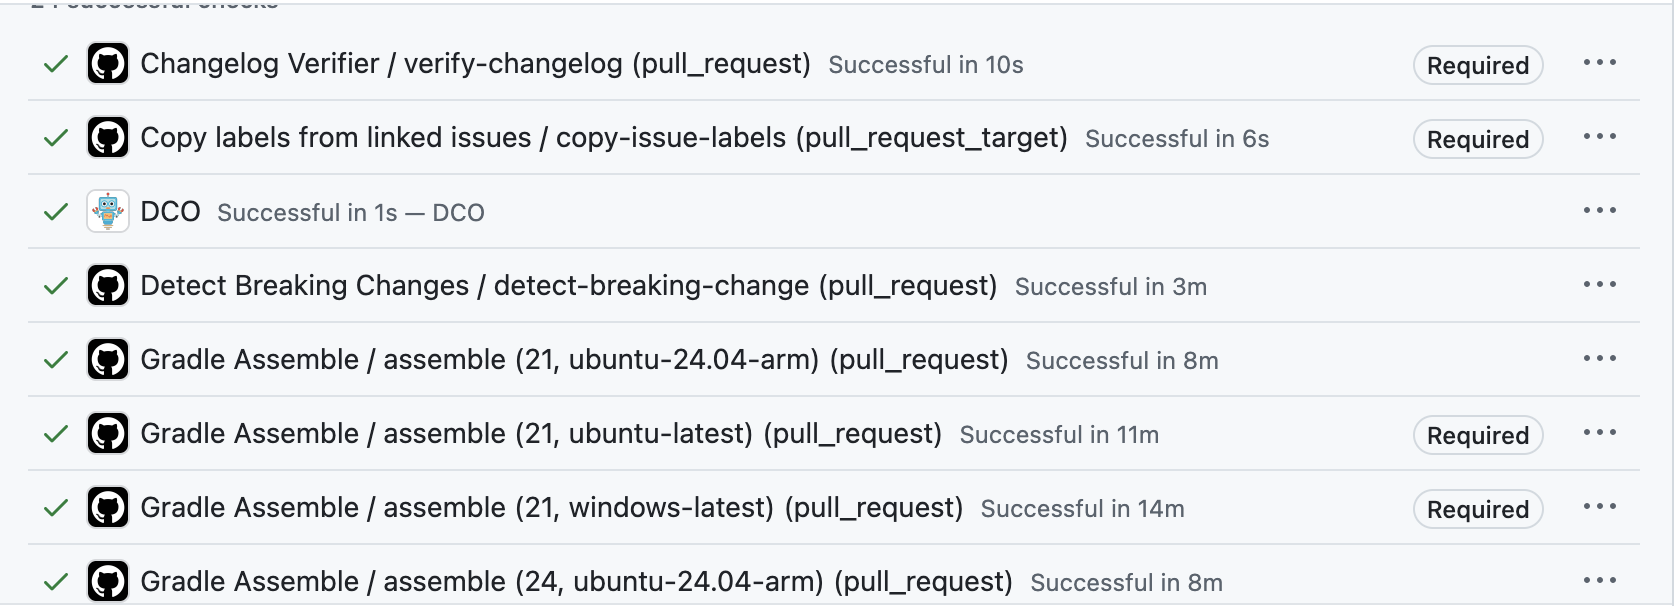 24 successful checks
Changelog Verifier / verify-changelog (pull_request) Successful in 10s Required
Copy labels from linked issues / copy-issue-labels (pull_request_target) Successful in 6s Required
DCO Successful in 1s — DCO
Detect Breaking Changes / detect-breaking-change (pull_request) Successful in 3m
Gradle Assemble / assemble (21, ubuntu-24.04-arm) (pull_request) Successful in 8m
Gradle Assemble / assemble (21, ubuntu-latest) (pull_request) Successful in 11m Required
Gradle Assemble / assemble (21, windows-latest) (pull_request) Successful in 14m Required
Gradle Assemble / assemble (24, ubuntu-24.04-arm) (pull_request) Successful in 8m